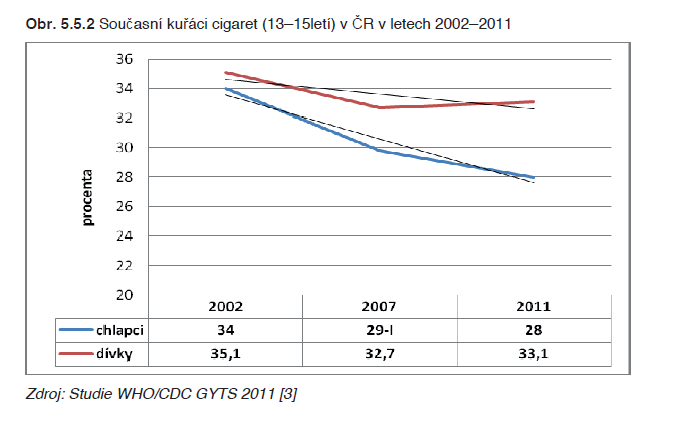 Obr. 5.5.2 Současní kuřáci cigaret (13–15letí) v ČR v letech 2002–2011
36
34
32
30
28
26
24
22
20
procenta
2002 2007 2011
chlapci 34 29-l 28
dívky 35,1 32,7 33,1
Zdroj: Studie WHO/CDC GYTS 2011 [3]